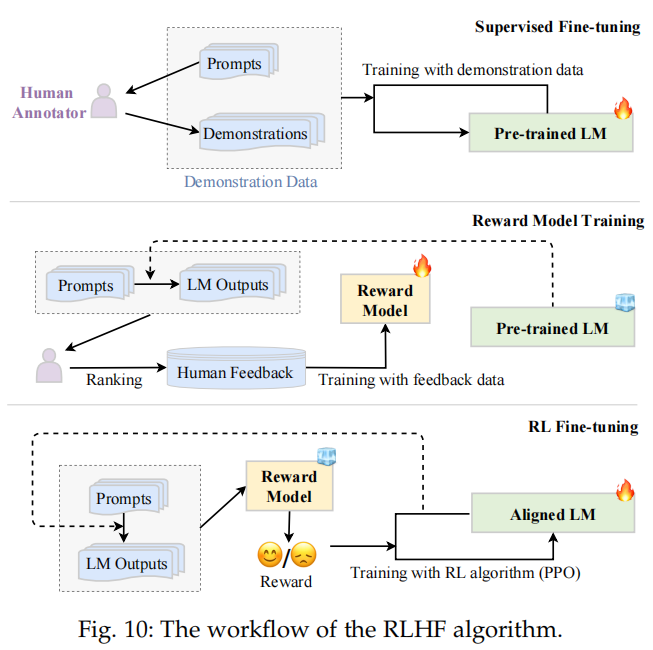 Supervised Fine-tuning
Prompts
Training with demonstration data
Human
Annotator
Demonstrations
Pre-trained LM
Demonstration Data
Reward Model Training
Prompts
LM Outputs
Reward
Model
Pre-trained LM
Ranking
Human Feedback
Training with feedback data
RL Fine-tuning
Prompts
Reward
Model
Aligned LM
LM Outputs
/
Reward
Training with RL algorithm (PPO)
Fig. 10: The workflow of the RLHF algorithm.